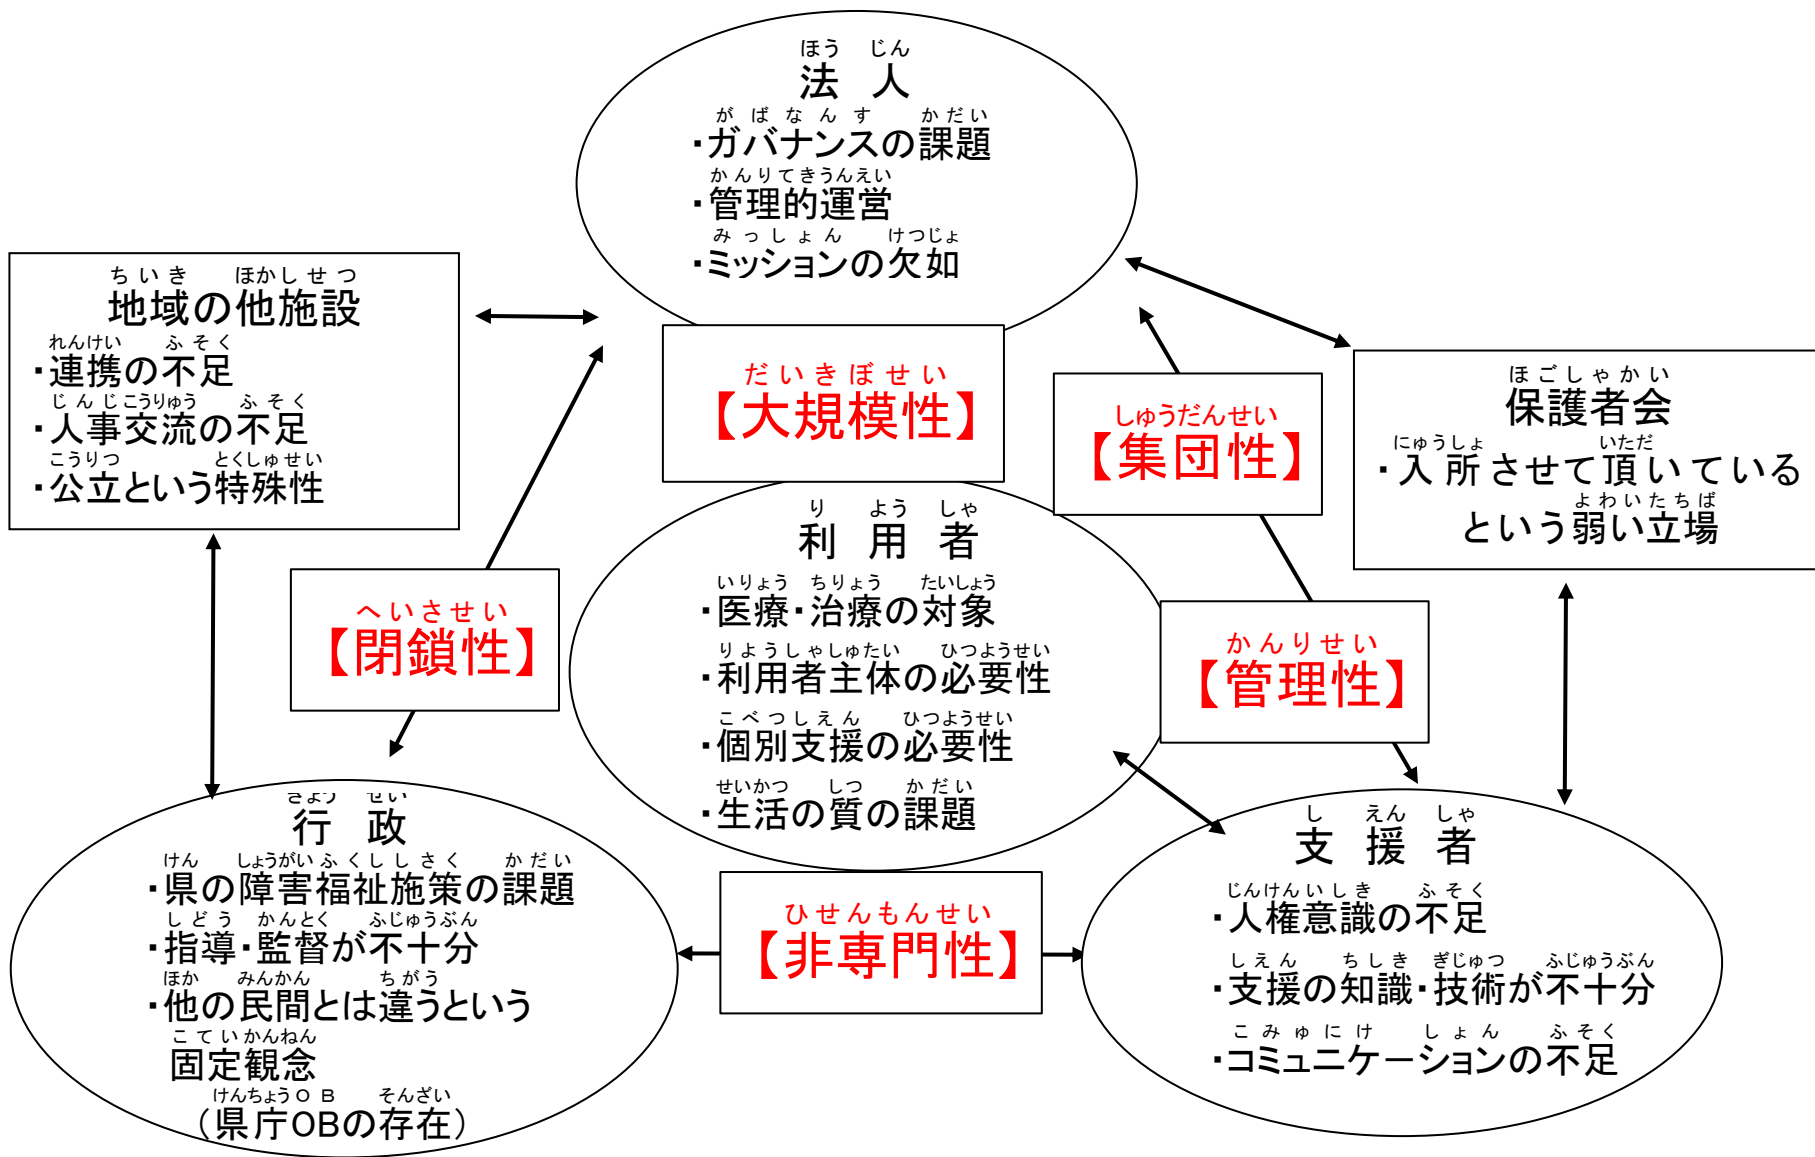 ほう じん
法 人
がばなんす かだい
・ガバナンスの課題
かんりてきうんえい
・管理的運営
みっしょん けつじょ
・ミッションの欠如
ちいき ほかしせつ
地域の他施設
れんけい ふそく
・連携の不足
じんじこうりゅう ふそく
・人事交流の不足
こうりつ とくしゅせい
・公立という特殊性
だいきぼせい
【大規模性】
しゅうだんせい
【集団性】
ほごしゃかい
保護者会
にゅうしょ いただ
・入所させて頂いている
よわいたちば
という弱い立場
り よう しゃ
利 用 者
いりょう ちりょう たいしょう
・医療・治療の対象
りようしゃしゅたい ひつようせい
・利用者主体の必要性
こべつしえん ひつようせい
・個別支援の必要性
せいかつ しつ かだい
・生活の質の課題
へいさせい
【閉鎖性】
かんりせい
【管理性】
ぎょう せい
行 政
けん しょうがいふくししさく かだい
・県の障害福祉施策の課題
しどう かんとく ふじゅうぶん
・指導・監督が不十分
ほか みんかん ちがう
・他の民間とは違うという
こていかんねん
固定観念
けんちょうOB そんざい
（県庁OBの存在）
ひせんもんせい
【非専門性】
し えん しゃ
支 援 者
じんけんいしき ふそく
・人権意識の不足
しえん ちしき ぎじゅつ ふじゅうぶん
・支援の知識・技術が不十分
こみゅにけ しょん ふそく
・コミュニケーションの不足